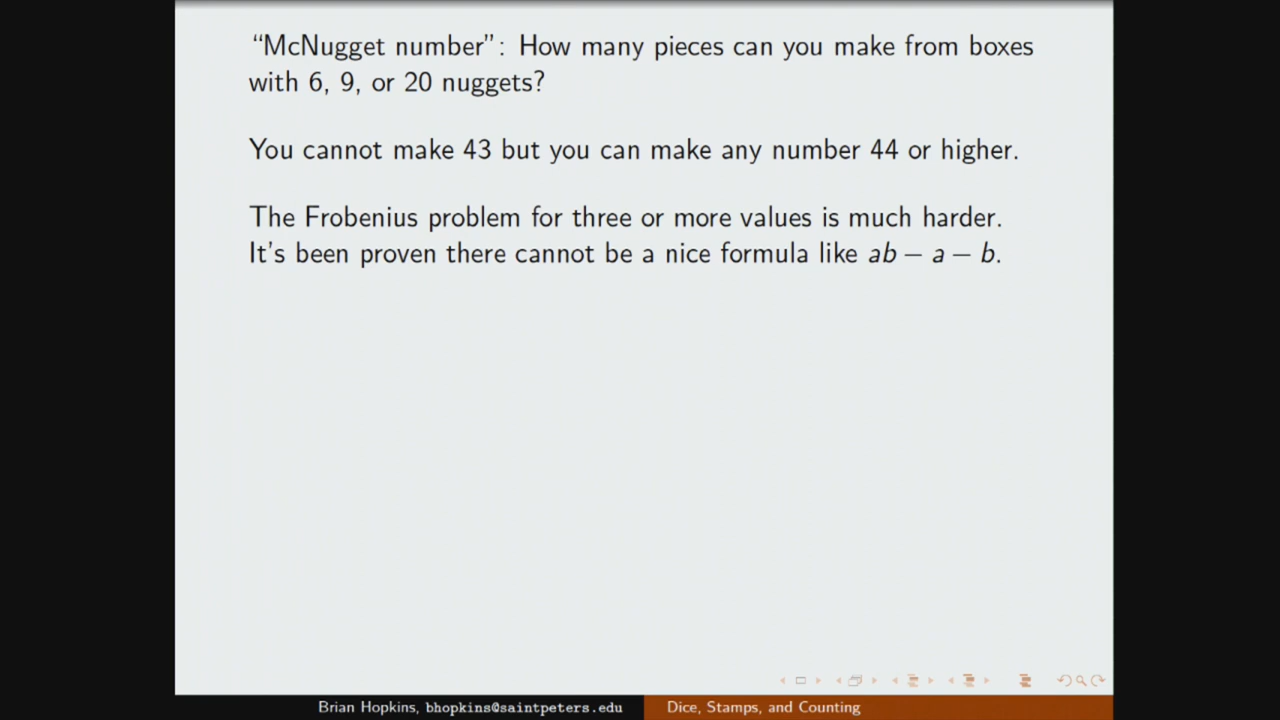 “McNugget number”: How many pieces can you make from boxes
with 6, 9, or 20 nuggets?
You cannot make 43 but you can make any number 44 or higher.
The Frobenius problem for three or more values is much harder.
It’s been proven there cannot be a nice formula like ab − a − b.
Brian Hopkins, bhopkins@saintpeters.edu
Dice, Stamps, and Counting